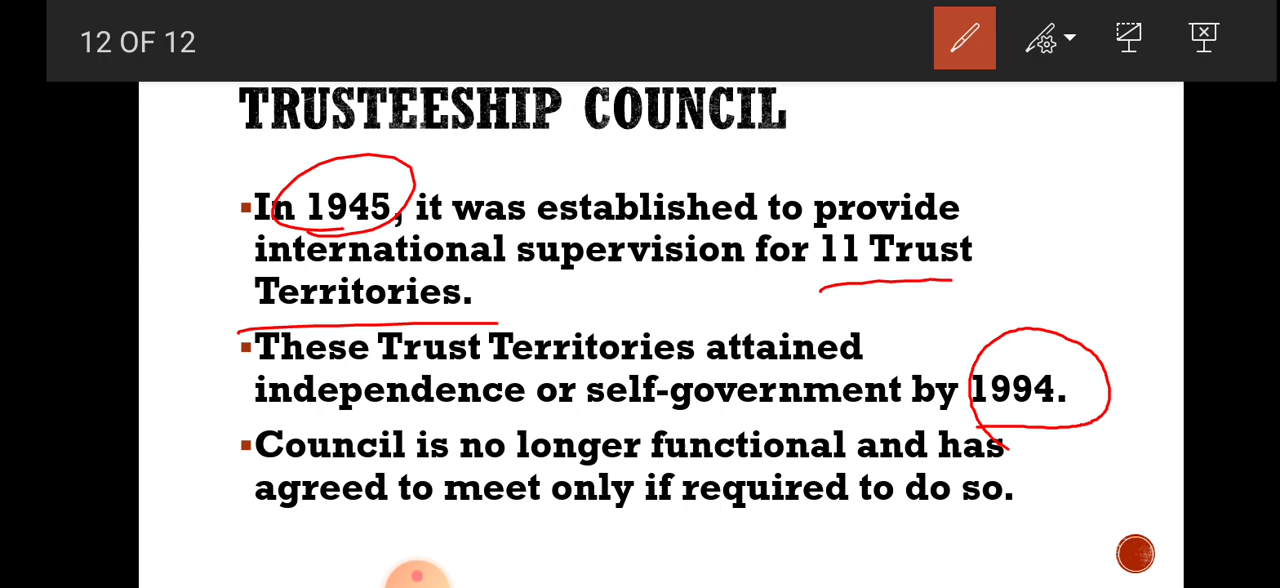 12 OF 12
TRUSTEESHIP COUNCIL
▪In 1945, it was established to provide
international supervision for 11 Trust
Territories.
▪These Trust Territories attained
independence or self-government by 1994.
▪Council is no longer functional and has
agreed to meet only if required to do so.